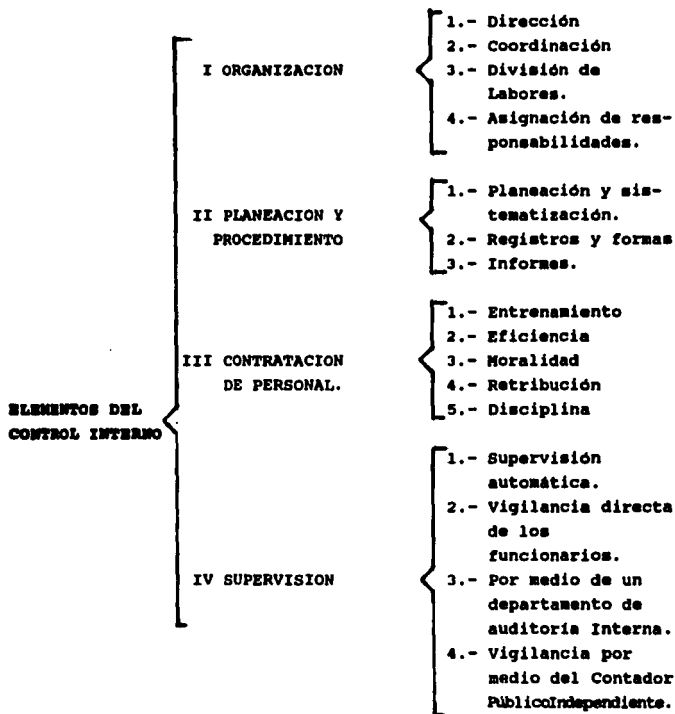 ELEMENTOS DEL
CONTROL INTERNO
I ORGANIZACION
1.- Dirección
2.- Coordinación
3.- División de
Labores.
4.- Asignación de res-
ponsabilidades.
II PLANEACION Y
PROCEDIMIENTO
1.- Planeación y sis-
tematización.
2.- Registros y formas
3.- Informes.
III CONTRATACION
DE PERSONAL.
1.- Entrenamiento
2.- Eficiencia
3.- Moralidad
4.- Retribución
5.- Disciplina
IV SUPERVISION
1.- Supervisión
automática.
2.- Vigilancia directa
de los
funcionarios.
3.- Por medio de un
departamento de
auditoría Interna.
4.- Vigilancia por
medio del Contador
PúblicoIndependiente.